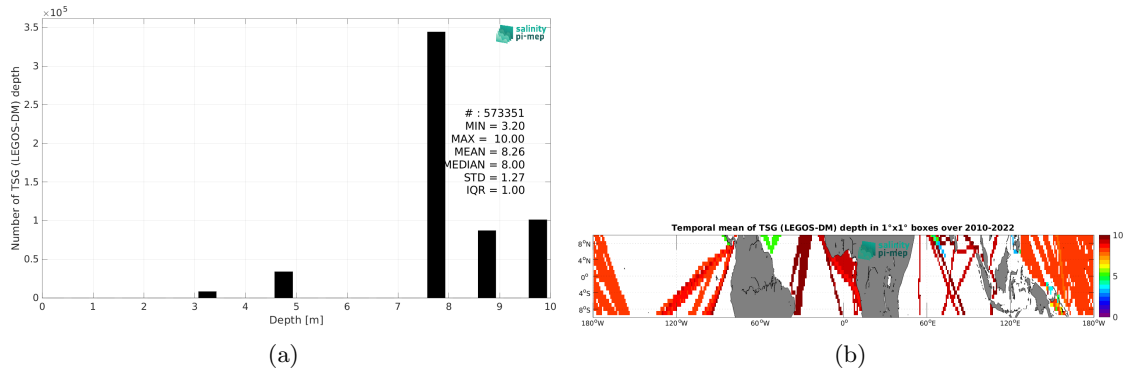 ×10^5
3.5
3
2.5
2
1.5
1
0.5
0
Number of TSG (LEGOS-DM) depth
salinity
pi-mep
# : 573351
MIN = 3.20
MAX = 10.00
MEAN = 8.26
MEDIAN = 8.00
STD = 1.27
IQR = 1.00
0 1 2 3 4 5 6 7 8 9 10
Depth [m]
(a)
Temporal mean of TSG (LEGOS-DM) depth in 1°x1° boxes over 2010-2022
salinity
pi-mep
8°N
4°N
0°
4°S
8°S
180°W 120°W 60°W 0° 60°E 120°E 180°W
10
5
0
(b)